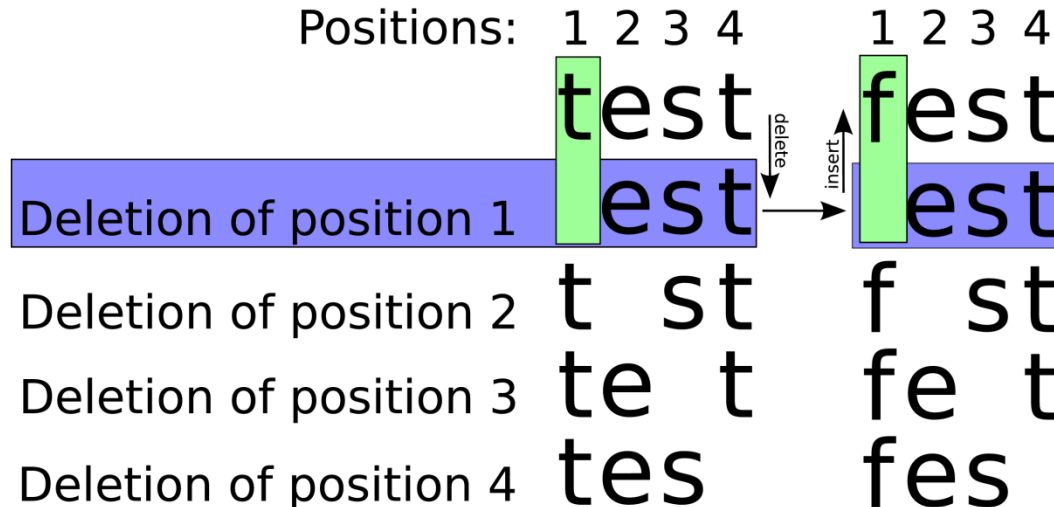 Positions: 1 2 3 4 1 2 3 4
test fest
delete insert
Deletion of position 1 est est
Deletion of position 2 t st f st
Deletion of position 3 te t fe t
Deletion of position 4 tes fes